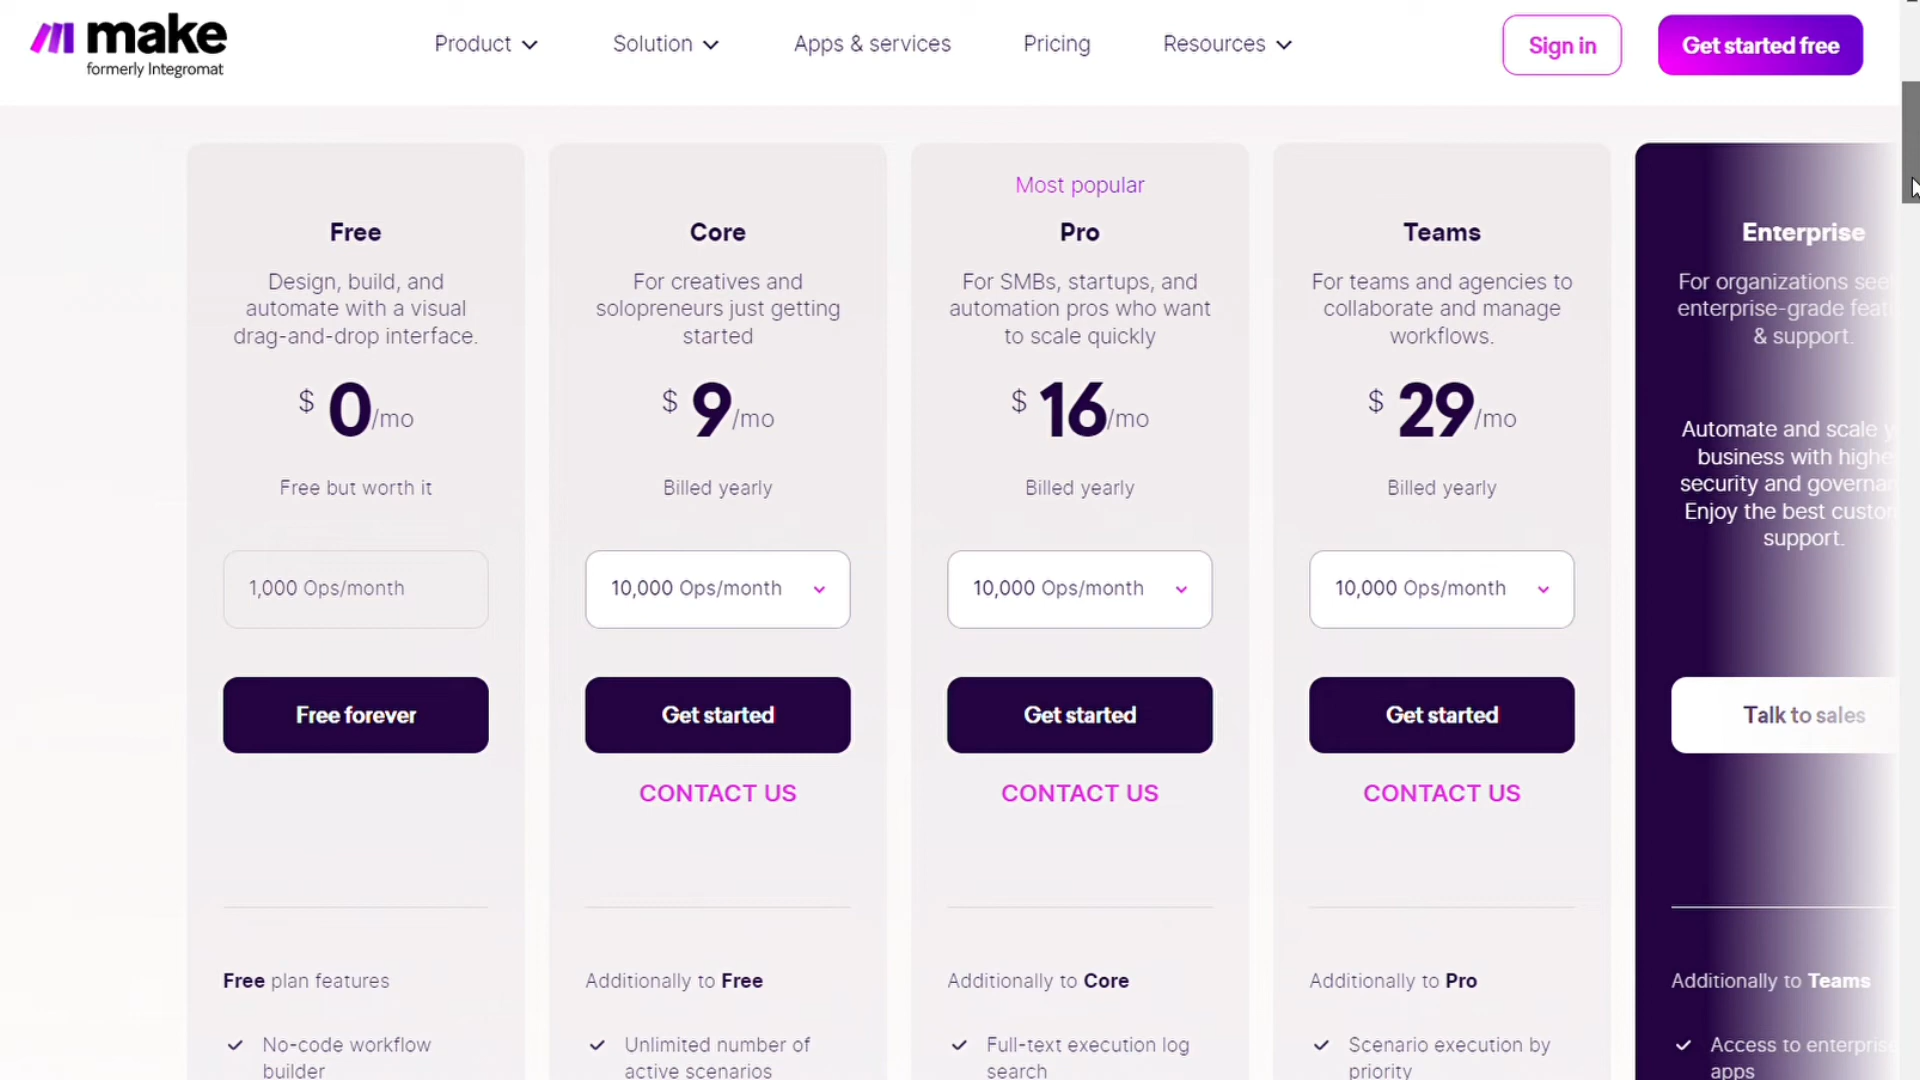 make
formerly Integromat
Product
Solution
Apps & services
Pricing
Resources
Sign in
Get started free
Free
Design, build, and
automate with a visual
drag-and-drop interface.
$ 0/mo
Free but worth it
1,000 Ops/month
Free forever
Free plan features
No-code workflow
builder
Core
For creatives and
solopreneurs just getting
started
$ 9/mo
Billed yearly
10,000 Ops/month
Get started
CONTACT US
Additionally to Free
Unlimited number of
active scenarios
Most popular
Pro
For SMBs, startups, and
automation pros who want
to scale quickly
$ 16/mo
Billed yearly
10,000 Ops/month
Get started
CONTACT US
Additionally to Core
Full-text execution log
search
Teams
For teams and agencies to
collaborate and manage
workflows.
$ 29/mo
Billed yearly
10,000 Ops/month
Get started
CONTACT US
Additionally to Pro
Scenario execution by
priority
Enterprise
For organizations
enterprise-grade
& support.
Automate and scale
business with
security and
Enjoy the best
support.
Talk to sales
Additionally to Teams
Access to enterprise
apps